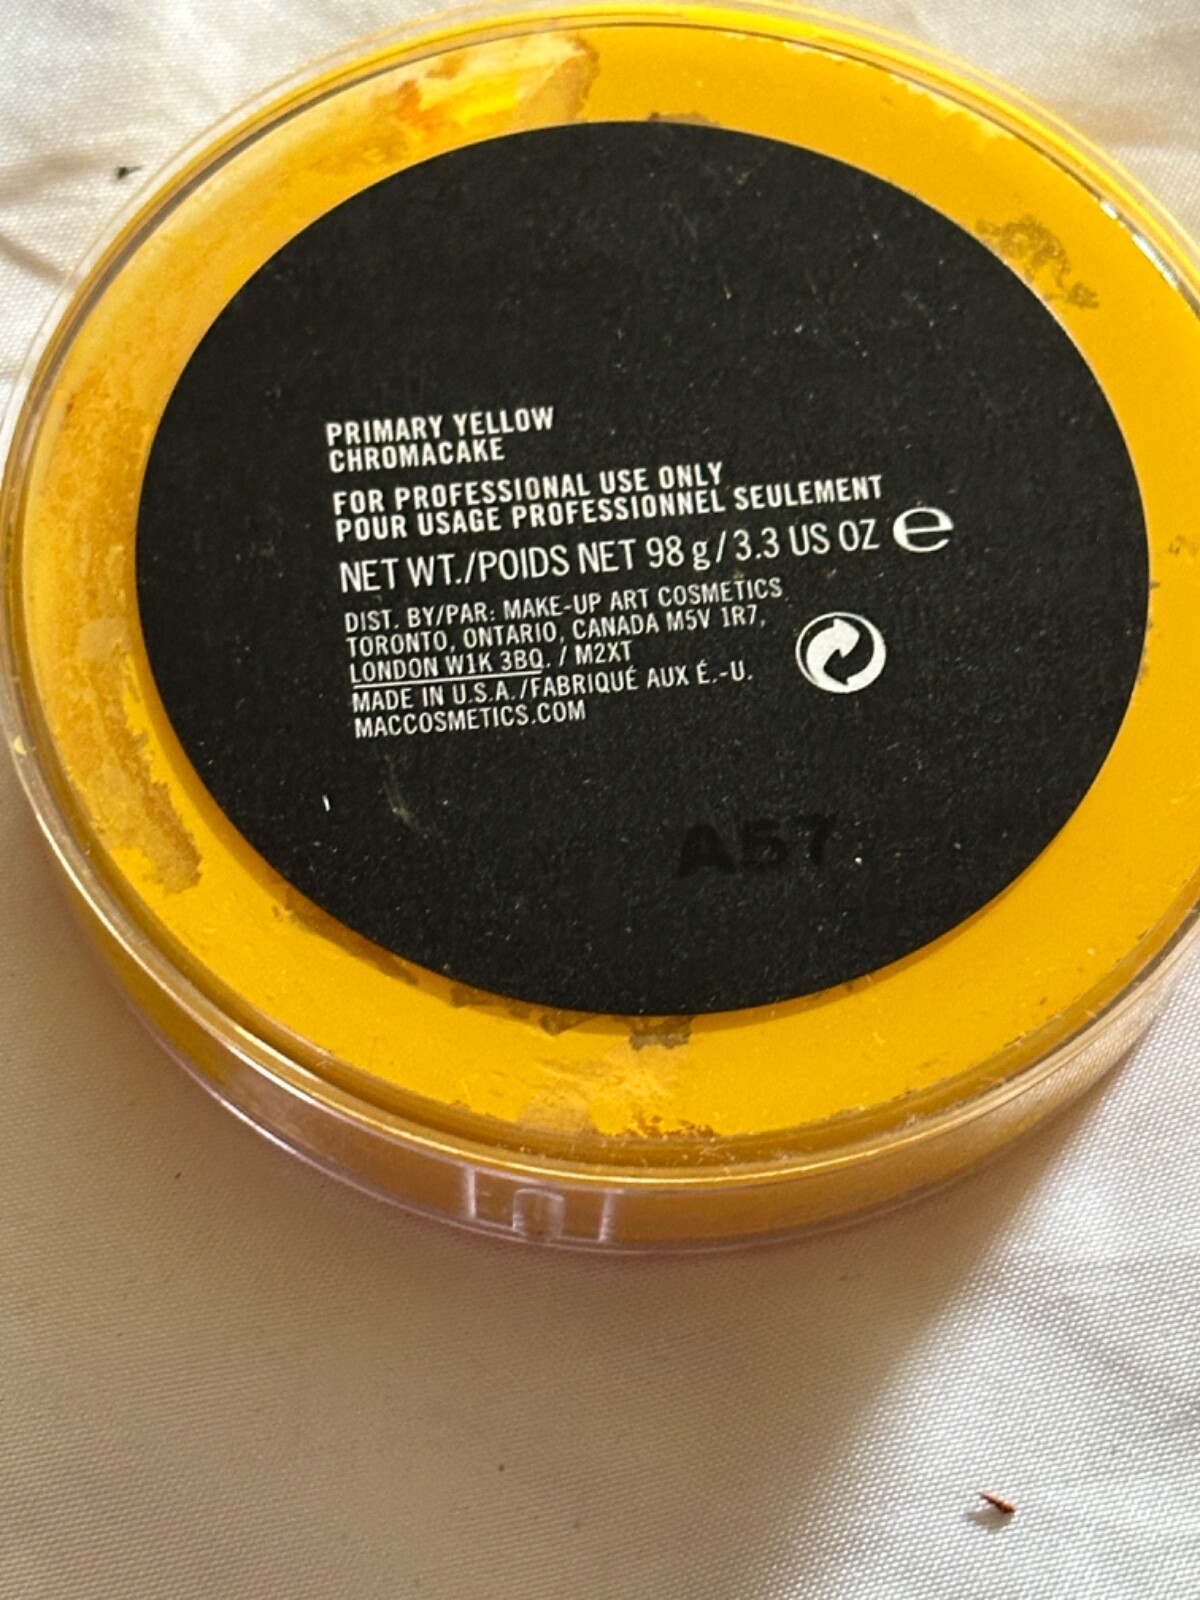 PRIMARY YELLOW
CHROMACAKE
FOR PROFESSIONAL USE ONLY
POUR USAGE PROFESSIONNEL SEULEMENT
NET WT./POIDS NET 98 g/3.3 US OZ ℮
DIST. BY/PAR: MAKE-UP ART COSMETICS
TORONTO, ONTARIO, CANADA M5V 1R7,
LONDON W1K 3BQ. / M2XT
MADE IN U.S.A./FABRIQUÉ AUX É.-U.
MACCOSMETICS.COM
A57